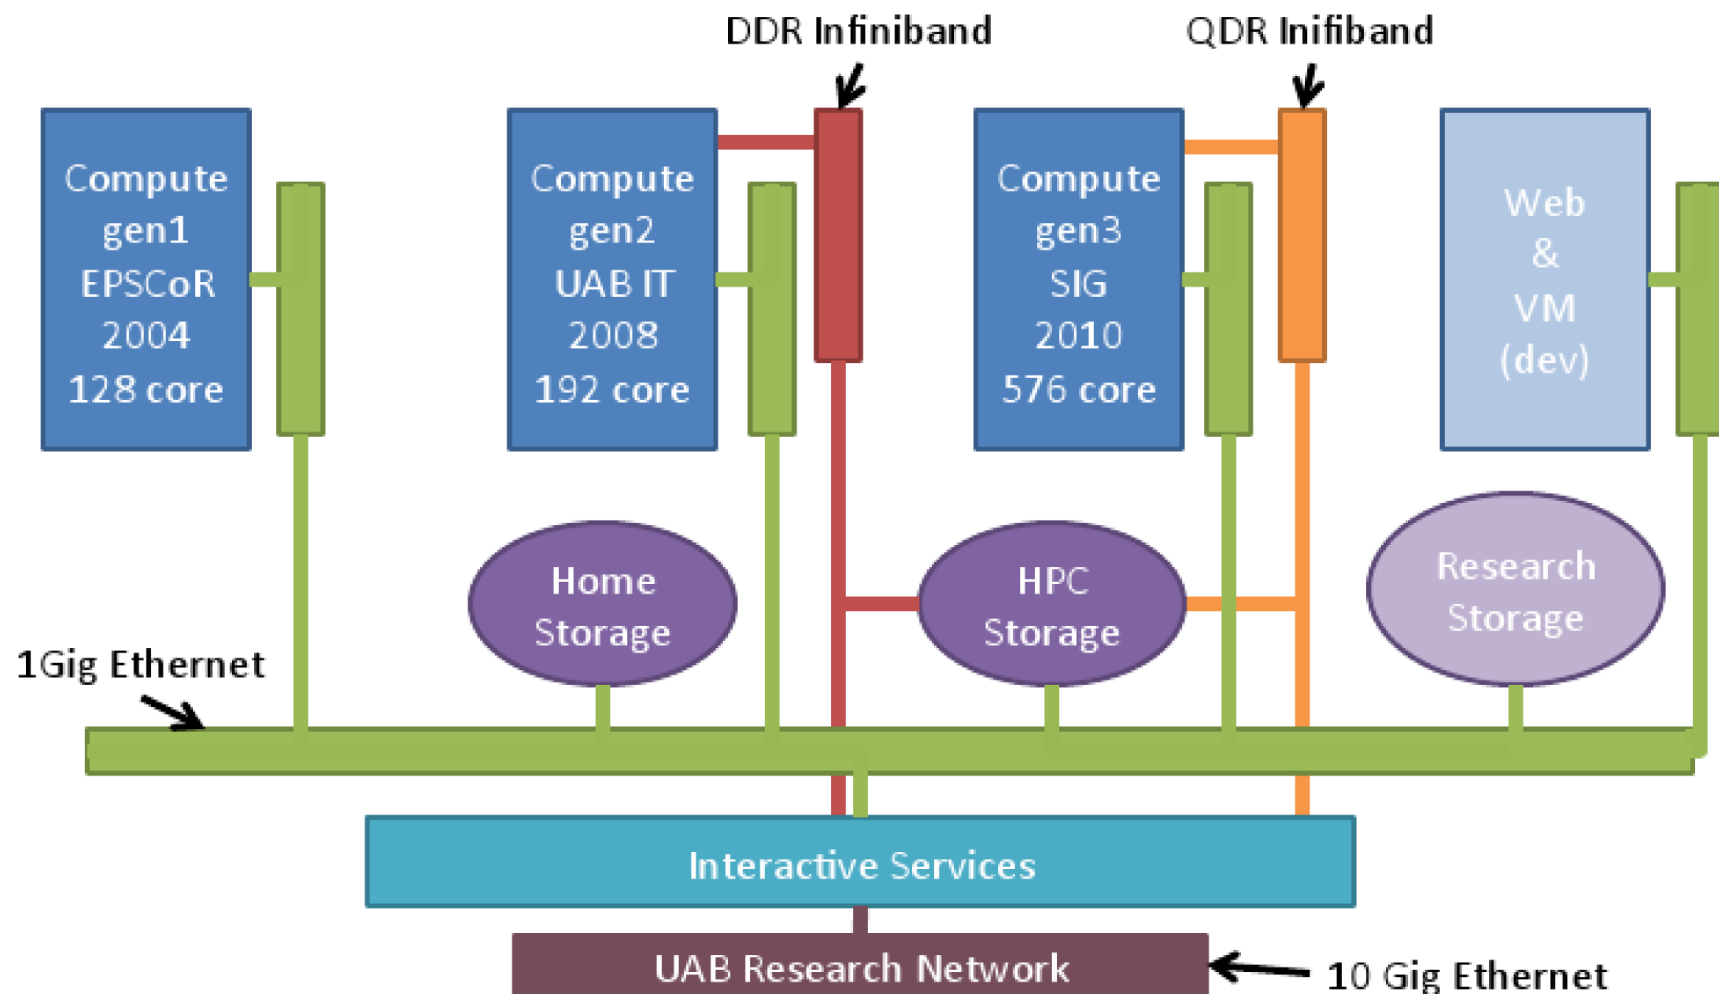 DDR Infiniband
QDR Inifiband
Compute
gen1
EPSCoR
2004
128 core
Compute
gen2
UAB IT
2008
192 core
Compute
gen3
SIG
2010
576 core
Web
&
VM
(dev)
Home
Storage
HPC
Storage
Research
Storage
1Gig Ethernet
Interactive Services
UAB Research Network
10 Gig Ethernet